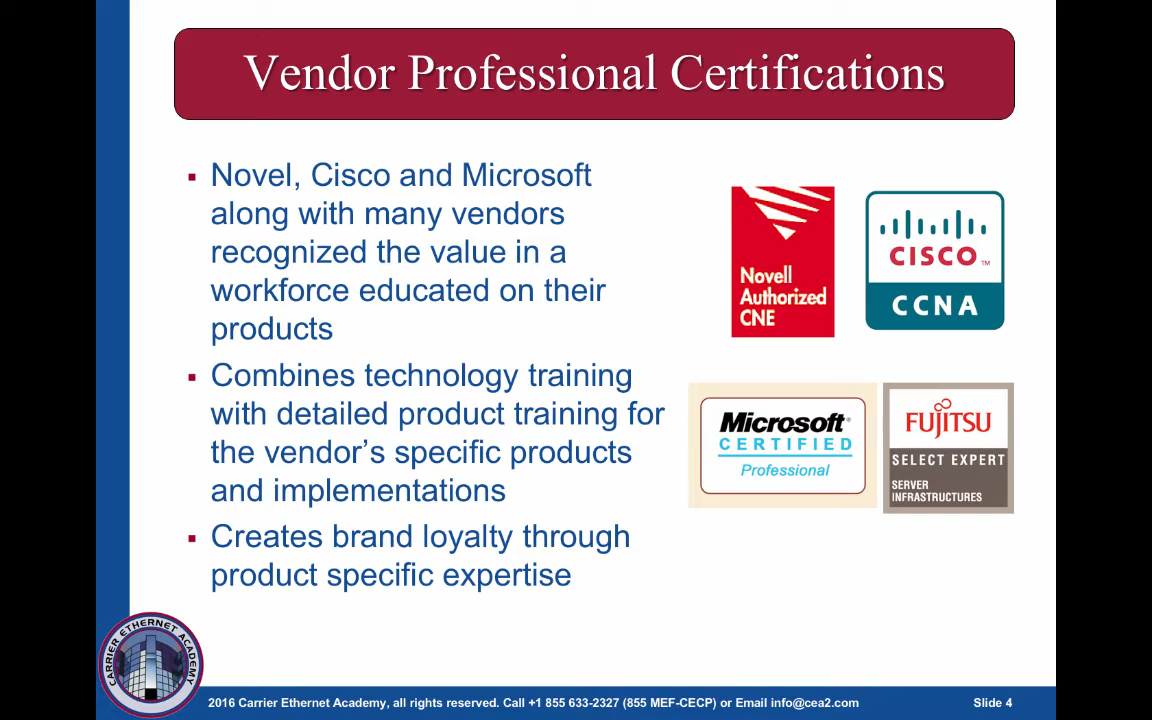 Vendor Professional Certifications
▪ Novel, Cisco and Microsoft
along with many vendors
recognized the value in a
workforce educated on their
products
▪ Combines technology training
with detailed product training for
the vendor’s specific products
and implementations
▪ Creates brand loyalty through
product specific expertise
Novell
Authorized
CNE
CISCO™
CCNA
Microsoft®
CERTIFIED
Professional
FUJITSU
SELECT EXPERT
SERVER
INFRASTRUCTURES
CARRIER ETHERNET ACADEMY
2016 Carrier Ethernet Academy, all rights reserved. Call +1 855 633-2327 (855 MEF-CECP) or Email info@cea2.com
Slide 4